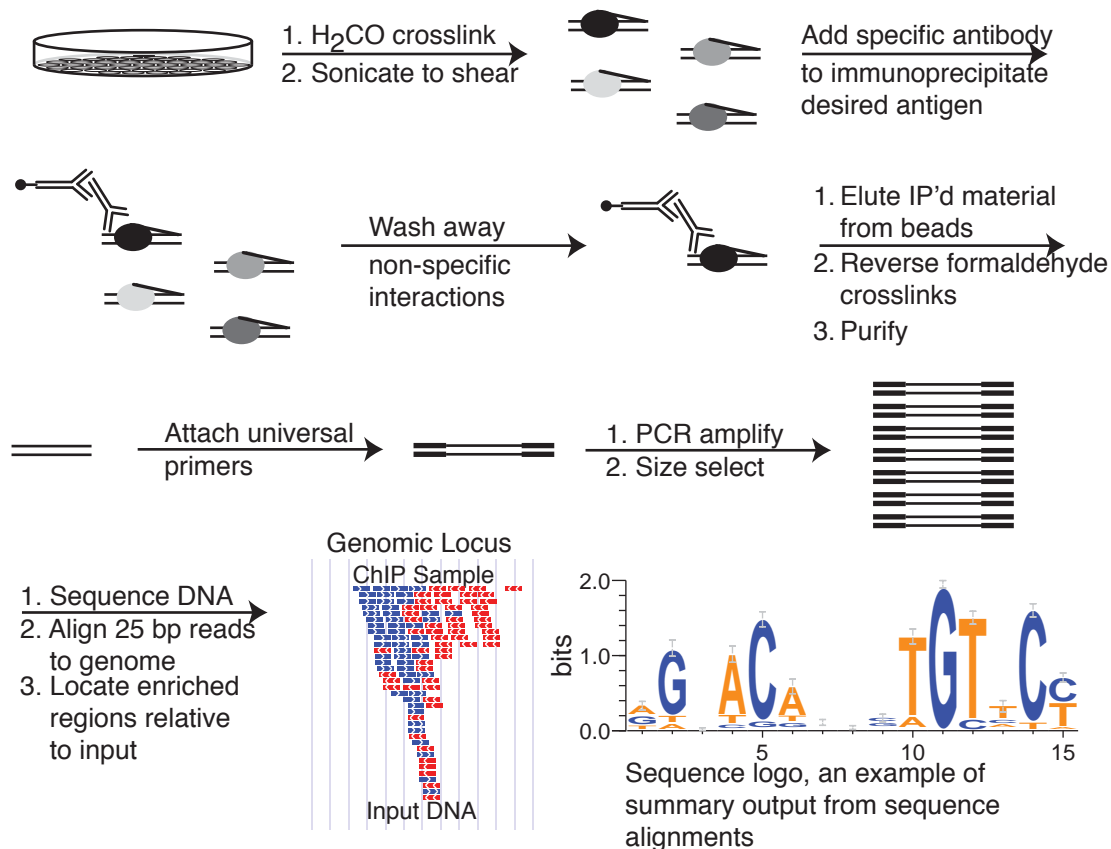 1. H2CO crosslink
2. Sonicate to shear
Add specific antibody
to immunoprecipitate
desired antigen
Wash away
non-specific
interactions
1. Elute IP'd material
from beads
2. Reverse formaldehyde
crosslinks
3. Purify
Attach universal
primers
1. PCR amplify
2. Size select
1. Sequence DNA
2. Align 25 bp reads
to genome
3. Locate enriched
regions relative
to input
Genomic Locus
ChIP Sample
Input DNA
2.0
1.0
0.0
bits
A G T
G T A
A T C
C G
A T G
C G
T A
G
T C
T C A
C T
C T A
5
10
15
Sequence logo, an example of
summary output from sequence
alignments